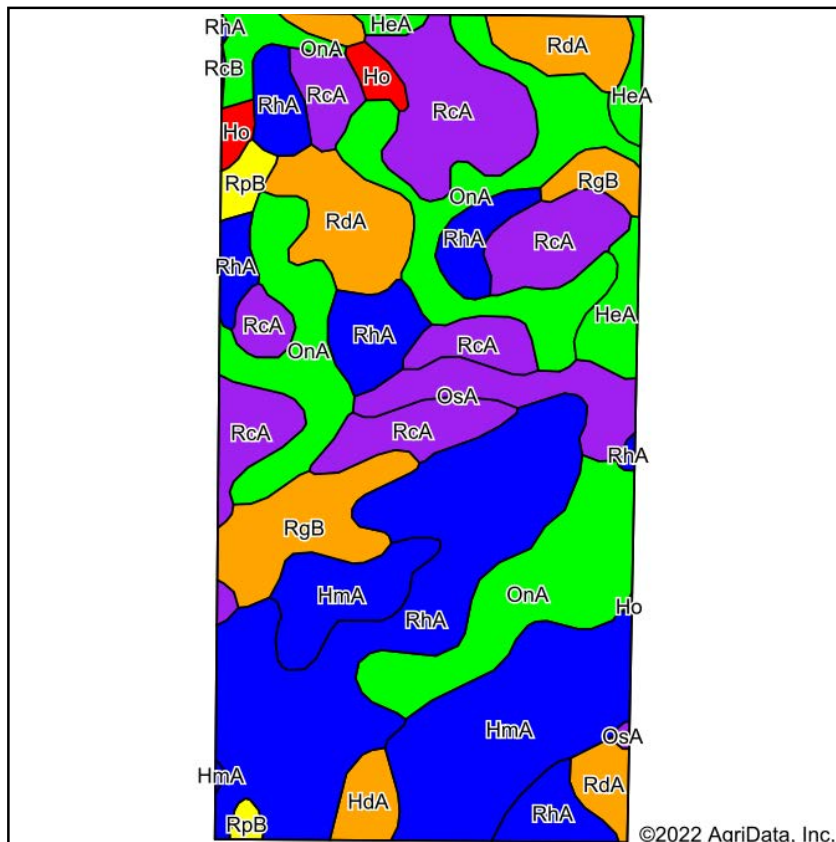 RhA
HeA
OnA
RdA
RcB
Ho
RhA
RcA
HeA
RcA
Ho
RpB
RgB
OnA
RdA
RhA
RcA
RhA
HeA
RcA
RhA
RcA
OnA
OsA
RcA
RcA
RhA
RgB
HmA
OnA
Ho
RhA
HmA
OsA
HmA
RdA
HdA
RhA
RpB
©2022 AgriData, Inc.